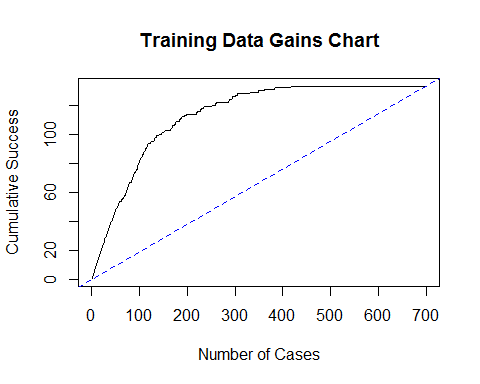 Training Data Gains Chart
Cumulative Success
100
60
20
0
0 100 200 300 400 500 600 700
Number of Cases